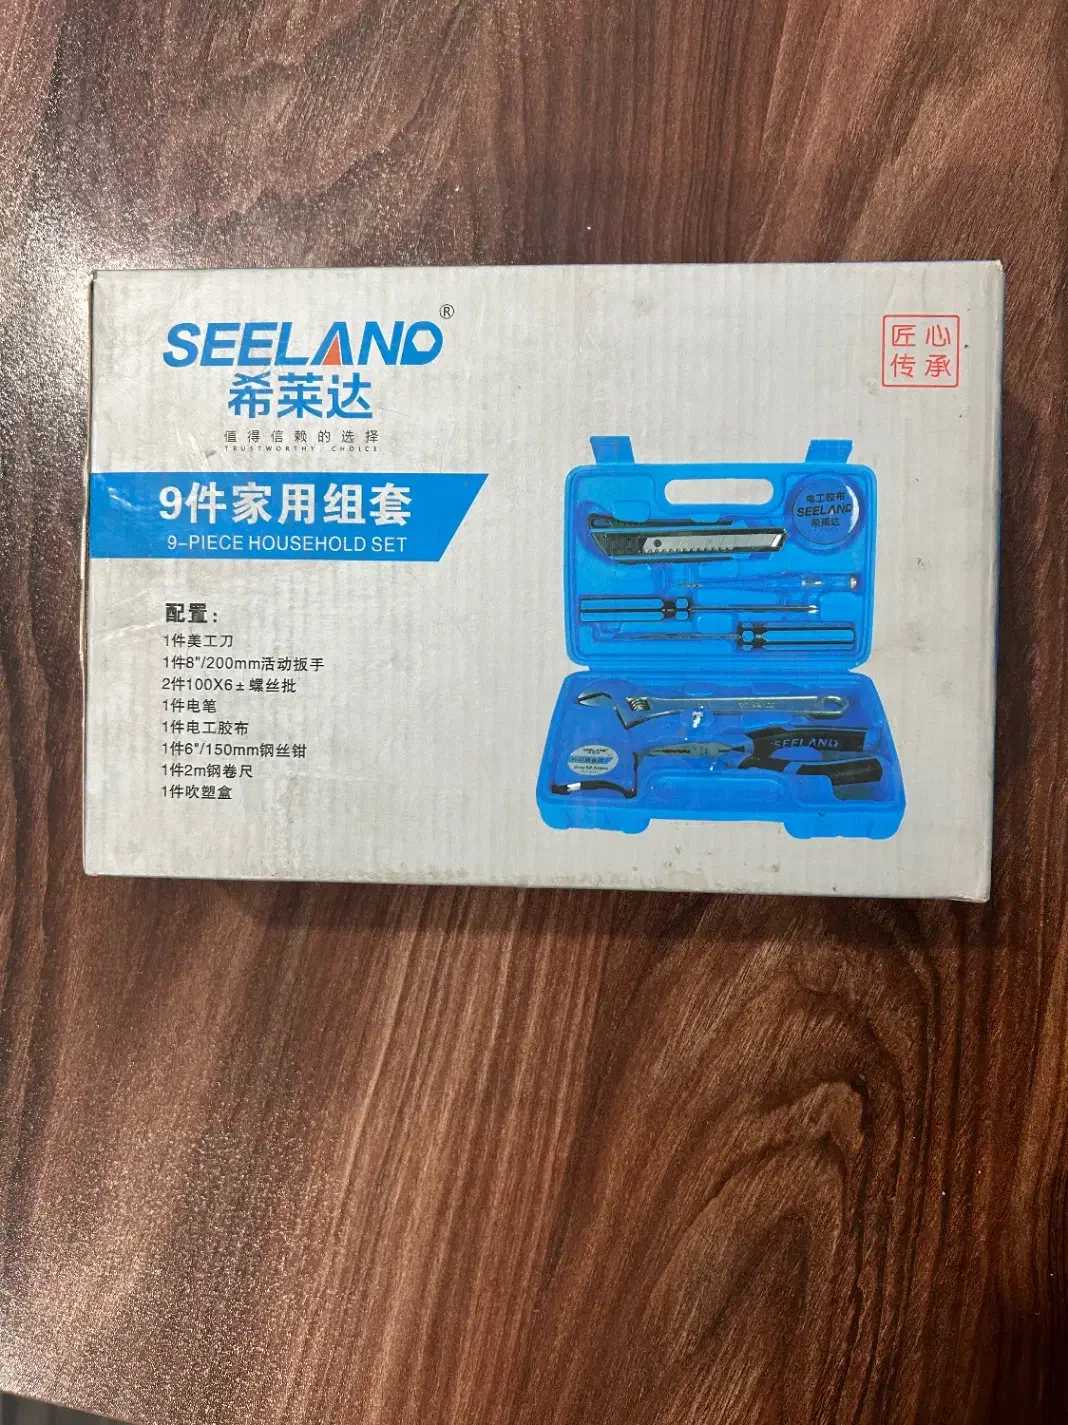 SEELAND®
希莱达
值得信赖的选择
TRUSTWORTHY CHOICE
匠心
传承
9件家用组套
9-PIECE HOUSEHOLD SET
配置：
1件美工刀
1件8"/200mm活动扳手
2件100X6±螺丝批
1件电笔
1件电工胶布
1件6"/150mm钢丝钳
1件2m钢卷尺
1件吹塑盒
电工胶布
SEELAND
希莱达
SEELAND
SEELAND